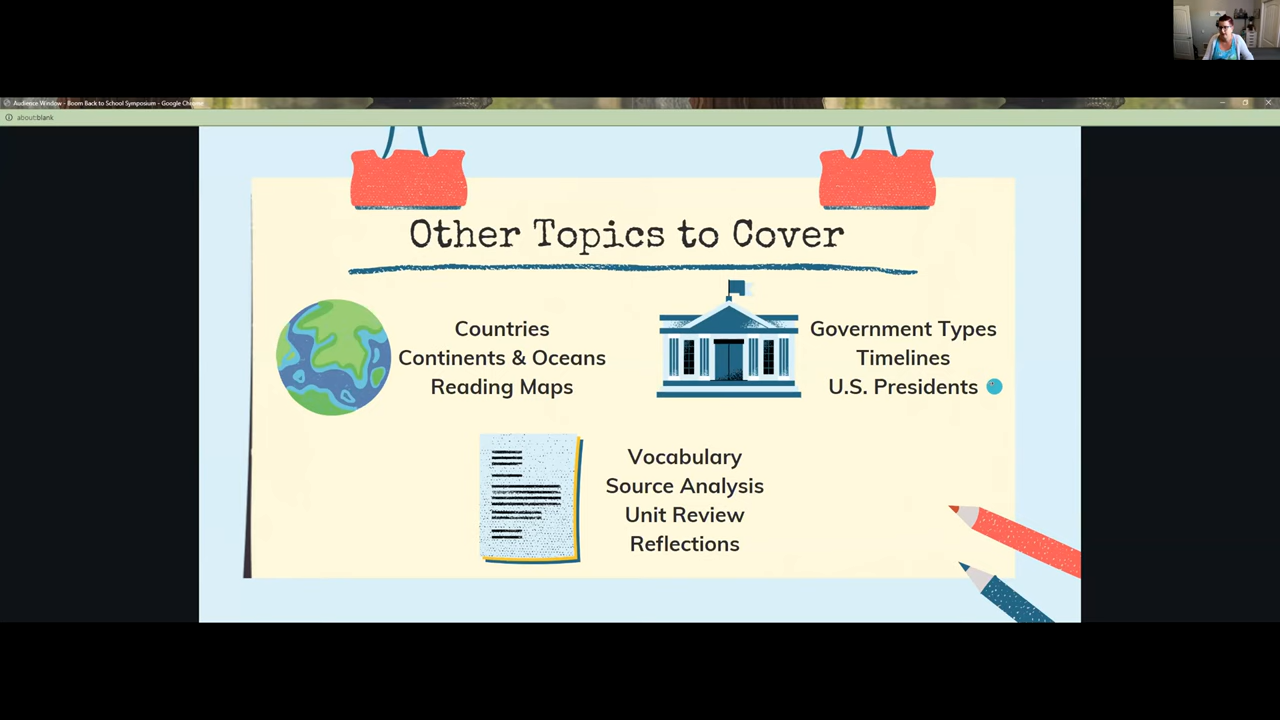 Audience Window - Boom Back to School Symposium - Google Chrome
about:blank
Other Topics to Cover
Countries
Continents & Oceans
Reading Maps
Government Types
Timelines
U.S. Presidents
Vocabulary
Source Analysis
Unit Review
Reflections